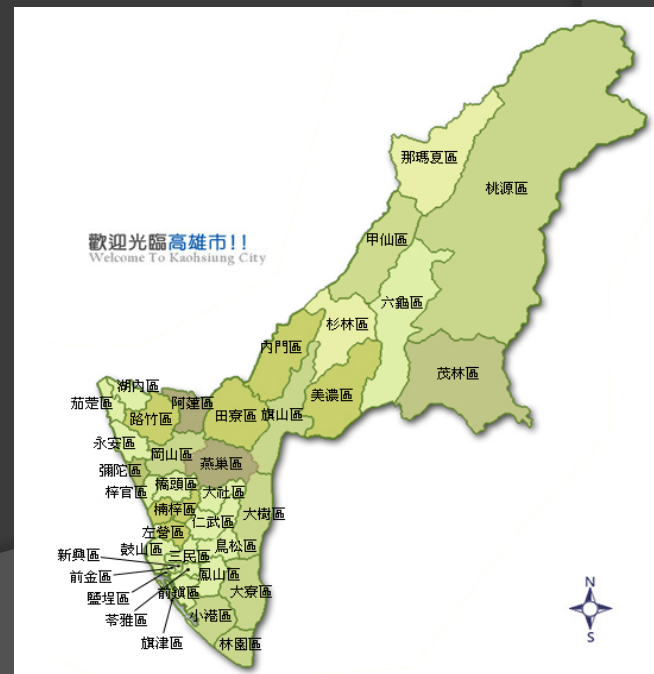 那瑪夏區
桃源區
歡迎光臨高雄市!!
Welcome To Kaohsiung City
甲仙區
六龜區
杉林區
內門區
茂林區
湖內區
美濃區
茄萣區
阿蓮區
路竹區
田寮區
旗山區
永安區
岡山區
燕巢區
彌陀區
橋頭區
梓官區
大社區
楠梓區
仁武區
大樹區
左營區
鳥松區
鼓山區
新興區
三民區
前金區
鳳山區
鹽埕區
前鎮區
大寮區
苓雅區
小港區
旗津區
林園區
N
S